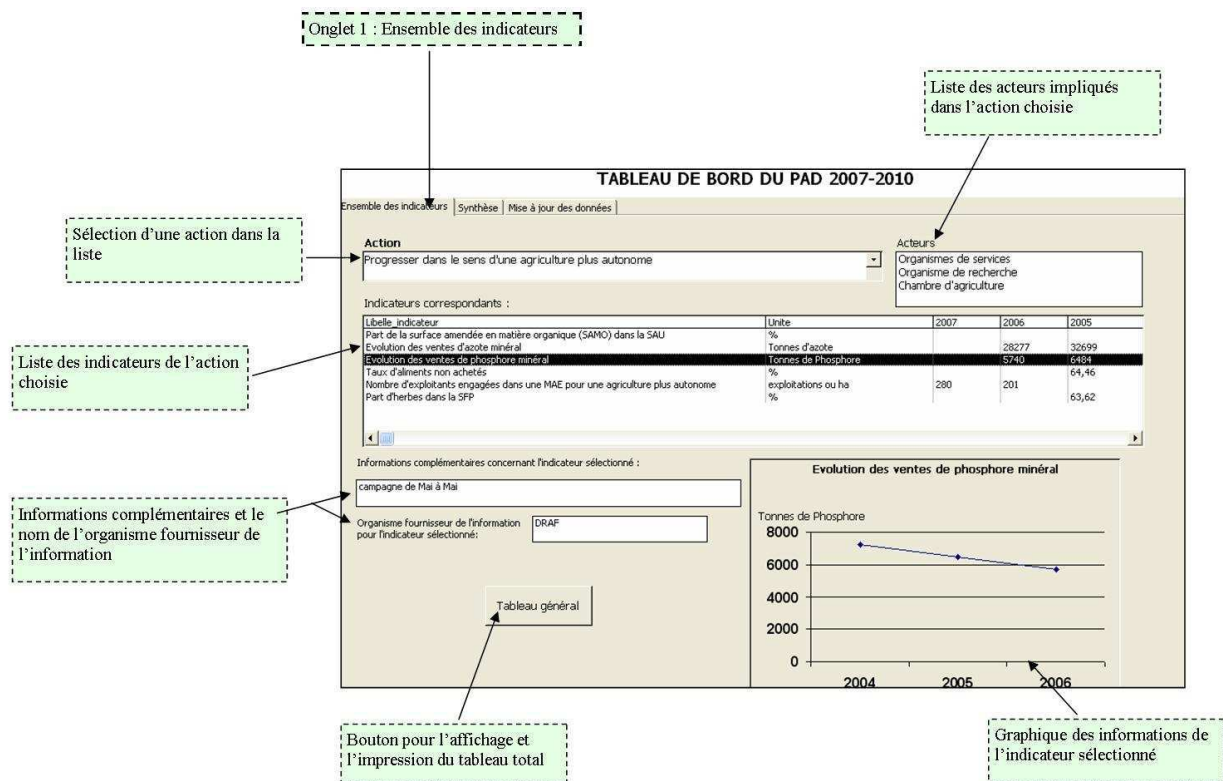 Onglet 1 : Ensemble des indicateurs
Liste des acteurs impliqués
dans l'action choisie
TABLEAU DE BORD DU PAD 2007-2010
Ensemble des indicateurs | Synthèse | Mise à jour des données
Sélection d'une action dans la
liste
Action
Progresser dans le sens d'une agriculture plus autonome
Acteurs
Organismes de services
Organisme de recherche
Chambre d'agriculture
Indicateurs correspondants :
Libelle_indicateur Unite 2007 2006 2005
Part de la surface amendée en matière organique (SAMO) dans la SAU %
Evolution des ventes d'azote minéral Tonnes d'azote 28277 32699
Evolution des ventes de phosphore minéral Tonnes de Phosphore 5740 6484
Taux d'aliments non achetés % 64,46
Nombre d'exploitants engagées dans une MAE pour une agriculture plus autonome exploitations ou ha 280 201
Part d'herbes dans la SFP % 63,62
Liste des indicateurs de l'action
choisie
Informations complémentaires concernant l'indicateur sélectionné :
campagne de Mai à Mai
Organisme fournisseur de l'information
pour l'indicateur sélectionné:
DRAF
Informations complémentaires et le
nom de l'organisme fournisseur de
l'information
Tableau général
Evolution des ventes de phosphore minéral
Tonnes de Phosphore
8000
6000
4000
2000
0
2004 2005 2006
Bouton pour l'affichage et
l'impression du tableau total
Graphique des informations de
l'indicateur sélectionné